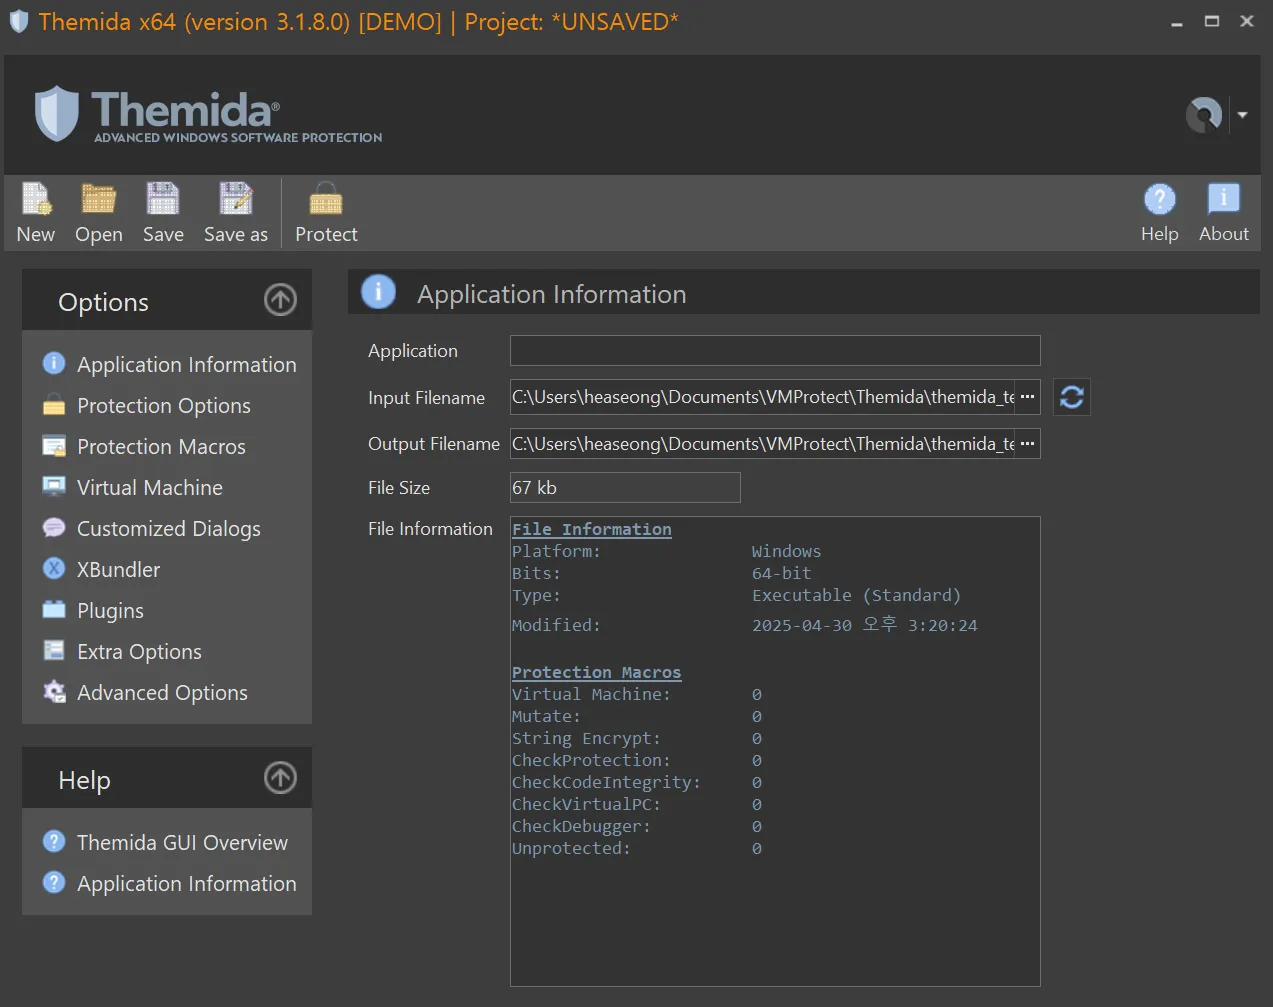 Themida x64 (version 3.1.8.0) [DEMO] | Project: *UNSAVED*
Themida®
ADVANCED WINDOWS SOFTWARE PROTECTION
New Open Save Save as Protect Help About
Options
Application Information
Protection Options
Protection Macros
Virtual Machine
Customized Dialogs
XBundler
Plugins
Extra Options
Advanced Options
Help
Themida GUI Overview
Application Information
Application Information
Application
Input Filename C:\Users\heaseong\Documents\VMProtect\Themida\themida_te ...
Output Filename C:\Users\heaseong\Documents\VMProtect\Themida\themida_te ...
File Size 67 kb
File Information
File Information
Platform: Windows
Bits: 64-bit
Type: Executable (Standard)
Modified: 2025-04-30 오후 3:20:24
Protection Macros
Virtual Machine: 0
Mutate: 0
String Encrypt: 0
CheckProtection: 0
CheckCodeIntegrity: 0
CheckVirtualPC: 0
CheckDebugger: 0
Unprotected: 0